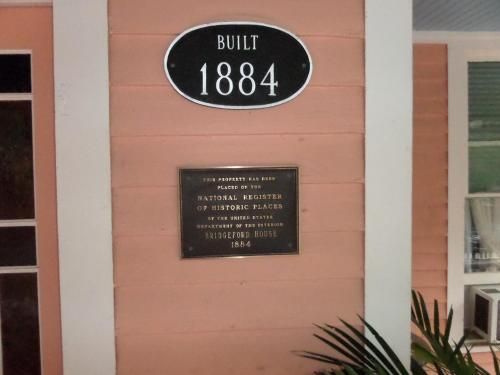 BUILT
1884
THIS PROPERTY HAS BEEN
PLACED ON THE
NATIONAL REGISTER
OF HISTORIC PLACES
BY THE UNITED STATES
DEPARTMENT OF THE INTERIOR
BRIDGEFORD HOUSE
1884